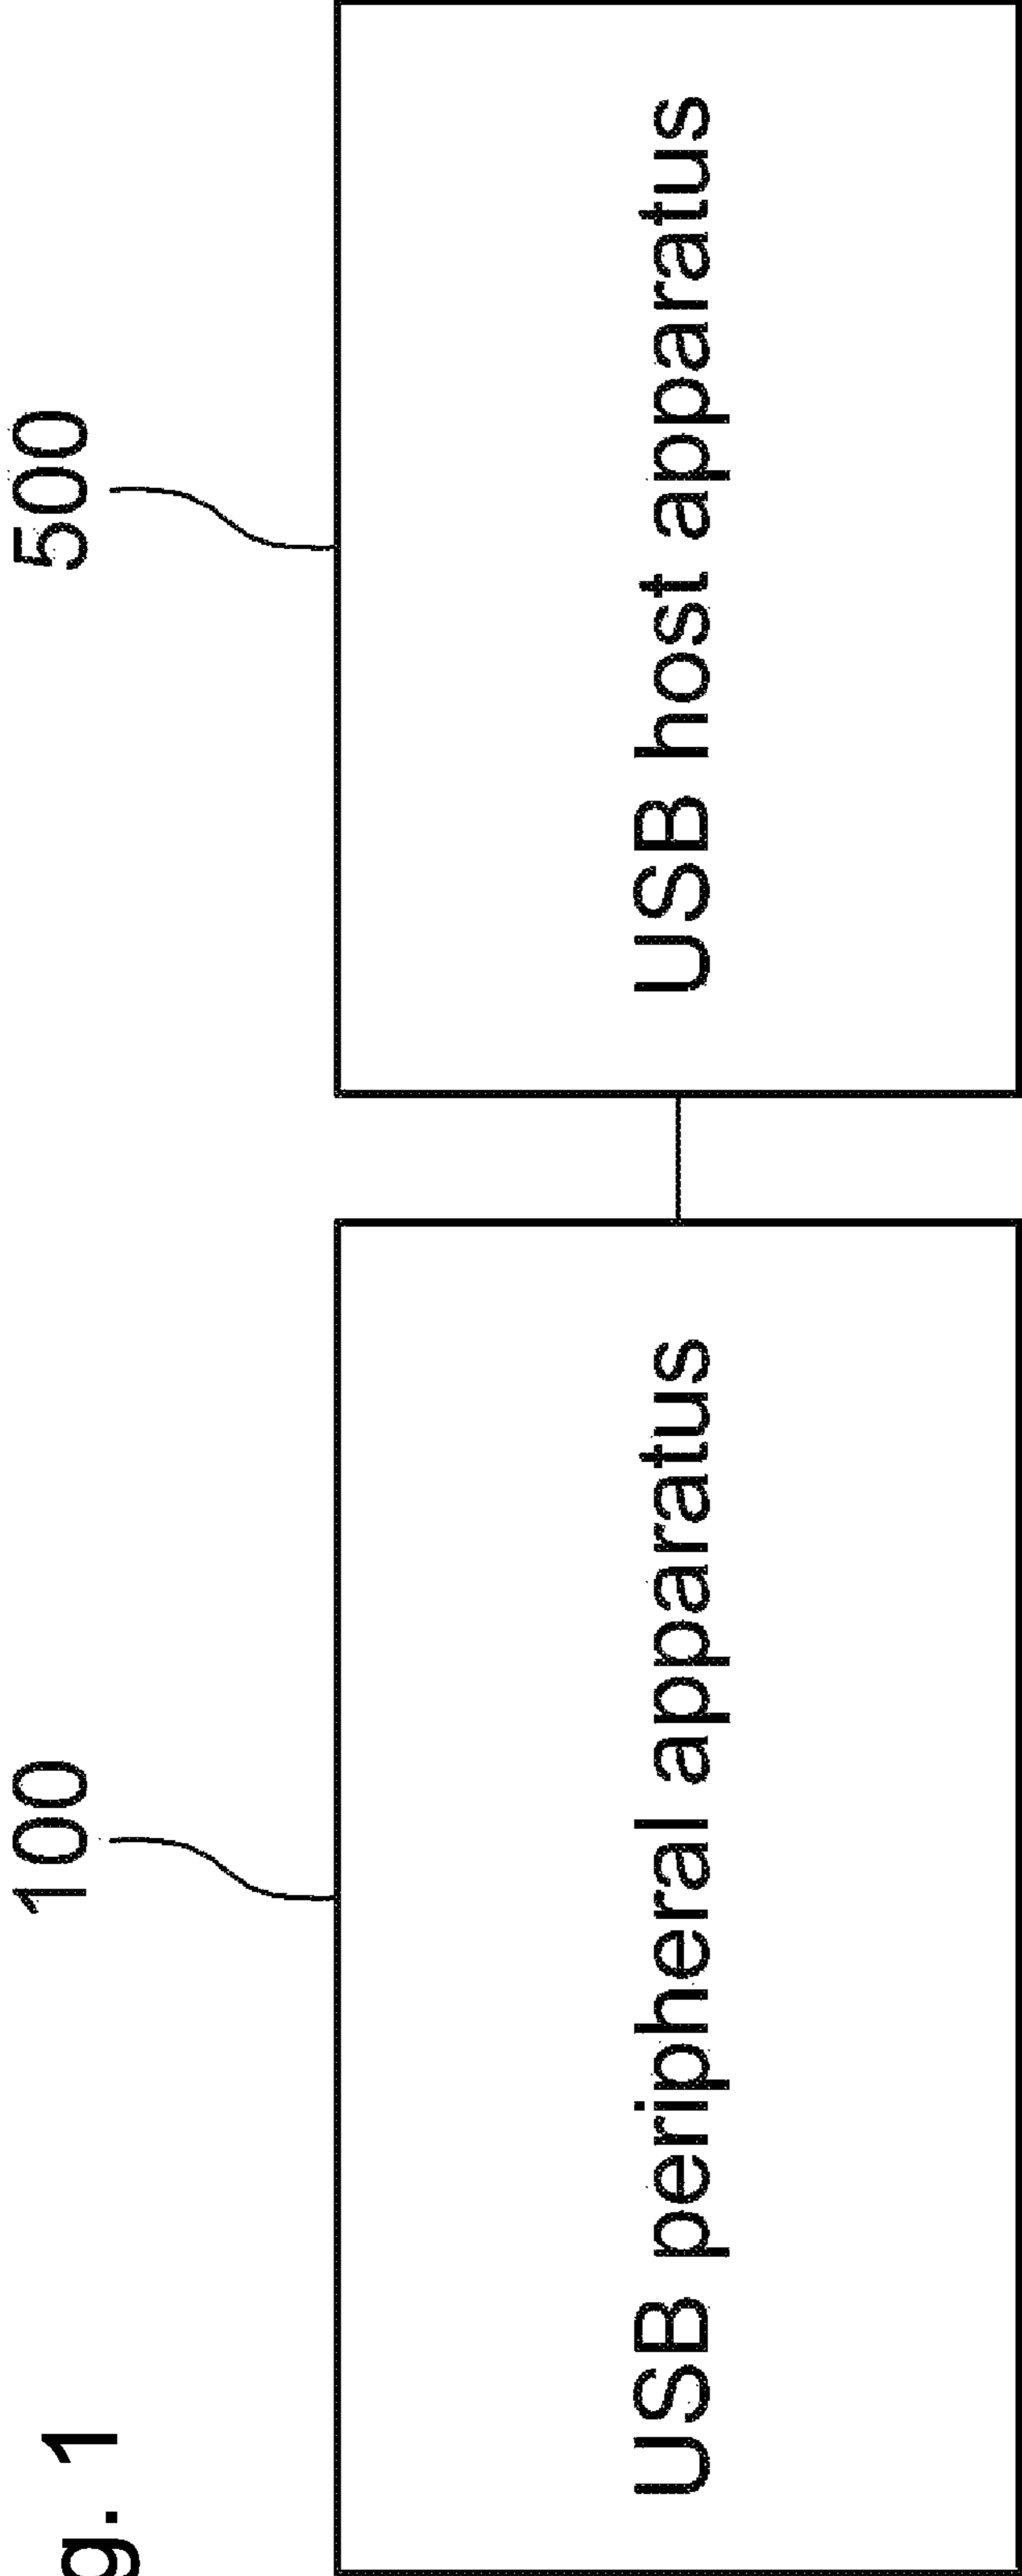 g. 1
100
500
USB peripheral apparatus
USB host apparatus